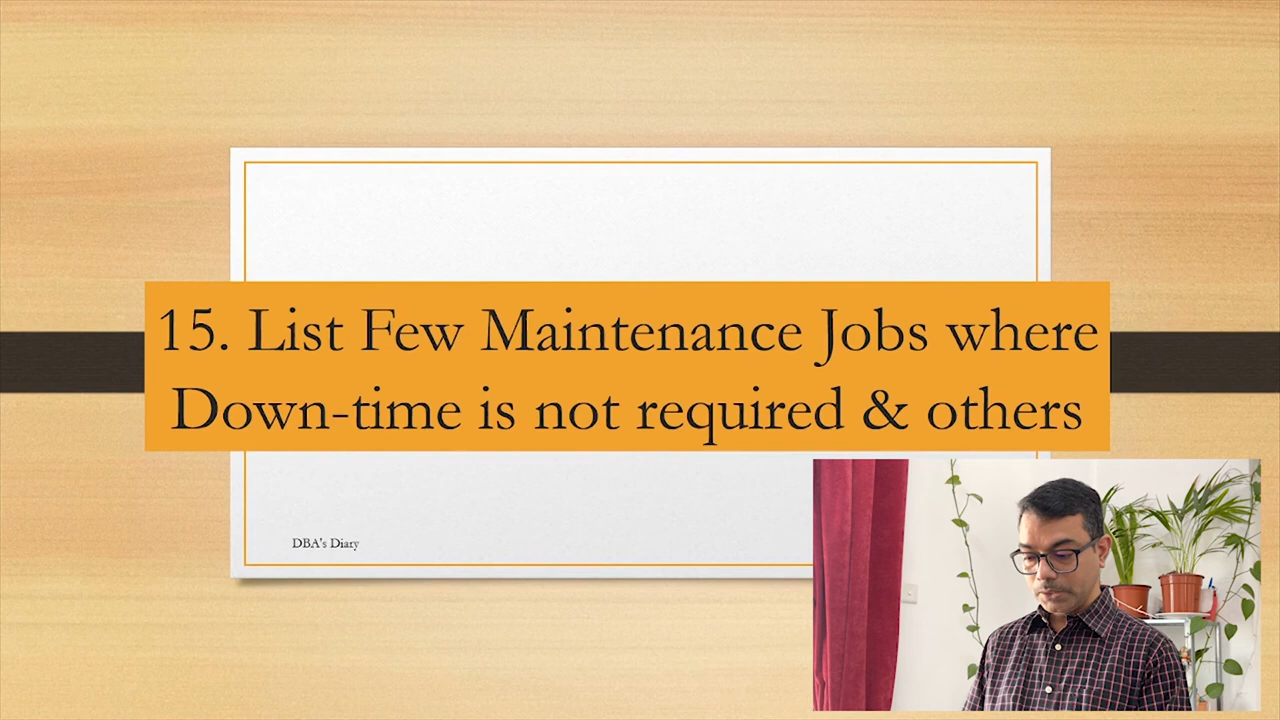 15. List Few Maintenance Jobs where
Down-time is not required & others
DBA's Diary